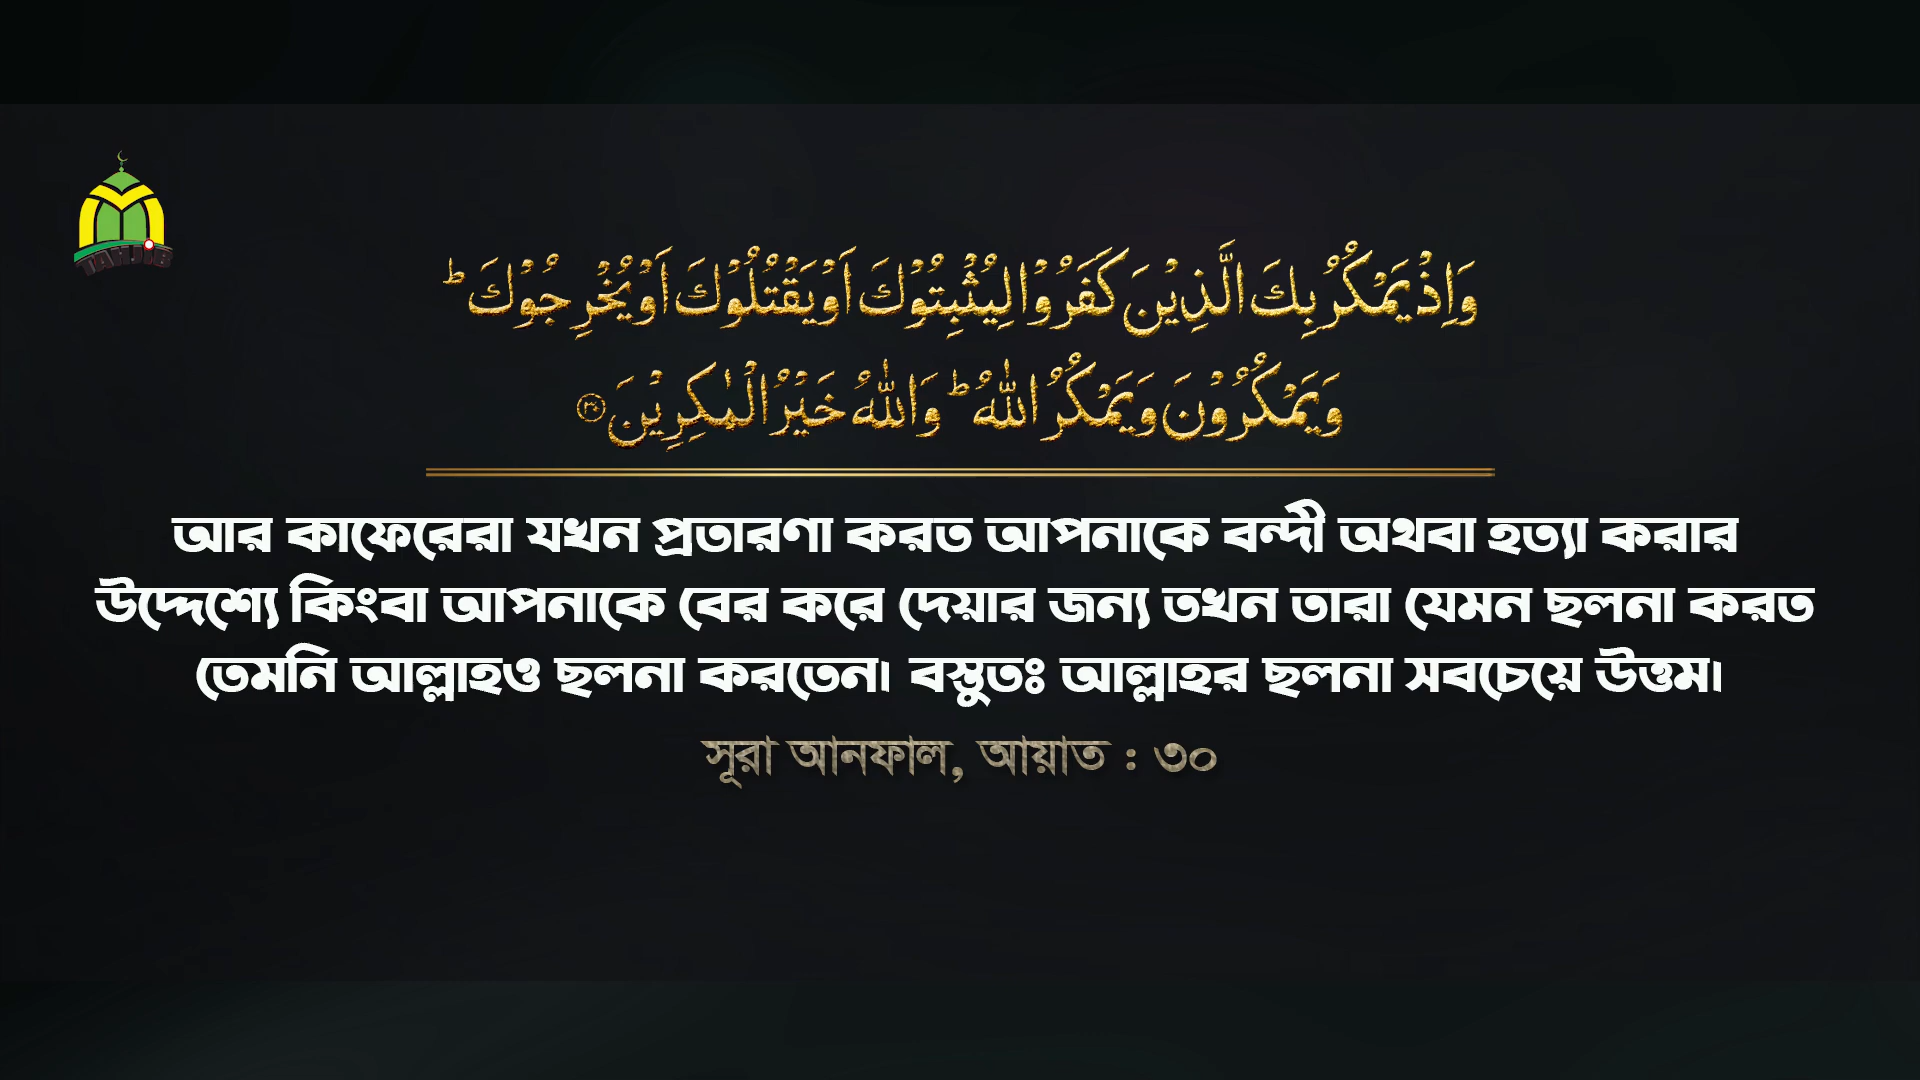 TANJIB
وَاِذْ يَمْكُرُ بِكَ الَّذِيْنَ كَفَرُوْا لِيُثْبِتُوْكَ اَوْ يَقْتُلُوْكَ اَوْ يُخْرِجُوْكَ ؕ
وَيَمْكُرُوْنَ وَيَمْكُرُ اللّٰهُ ؕ وَاللّٰهُ خَيْرُ الْمٰكِرِيْنَ ۝۳۰
আর কাফেরেরা যখন প্রতারণা করত আপনাকে বন্দী অথবা হত্যা করার
উদ্দেশ্যে কিংবা আপনাকে বের করে দেয়ার জন্য তখন তারা যেমন ছলনা করত
তেমনি আল্লাহও ছলনা করতেন। বস্তুতঃ আল্লাহর ছলনা সবচেয়ে উত্তম।
সূরা আনফাল, আয়াত : ৩০